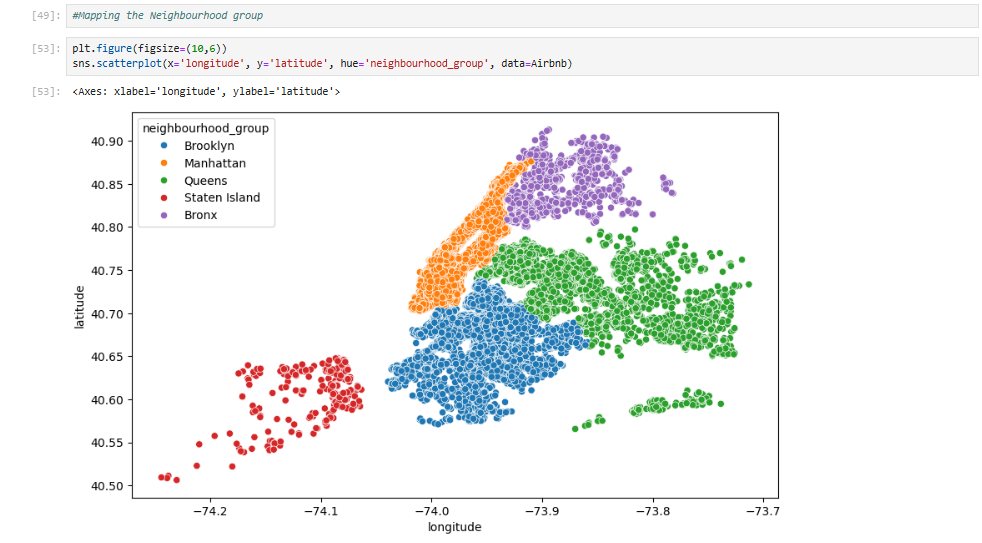 [49]: #Mapping the Neighbourhood group
[53]: plt.figure(figsize=(10,6))
sns.scatterplot(x='longitude', y='latitude', hue='neighbourhood_group', data=Airbnb)
[53]: <Axes: xlabel='longitude', ylabel='latitude'>
neighbourhood_group
Brooklyn
Manhattan
Queens
Staten Island
Bronx
40.90
40.85
40.80
40.75
40.70
40.65
40.60
40.55
40.50
latitude
−74.2 −74.1 −74.0 −73.9 −73.8 −73.7
longitude